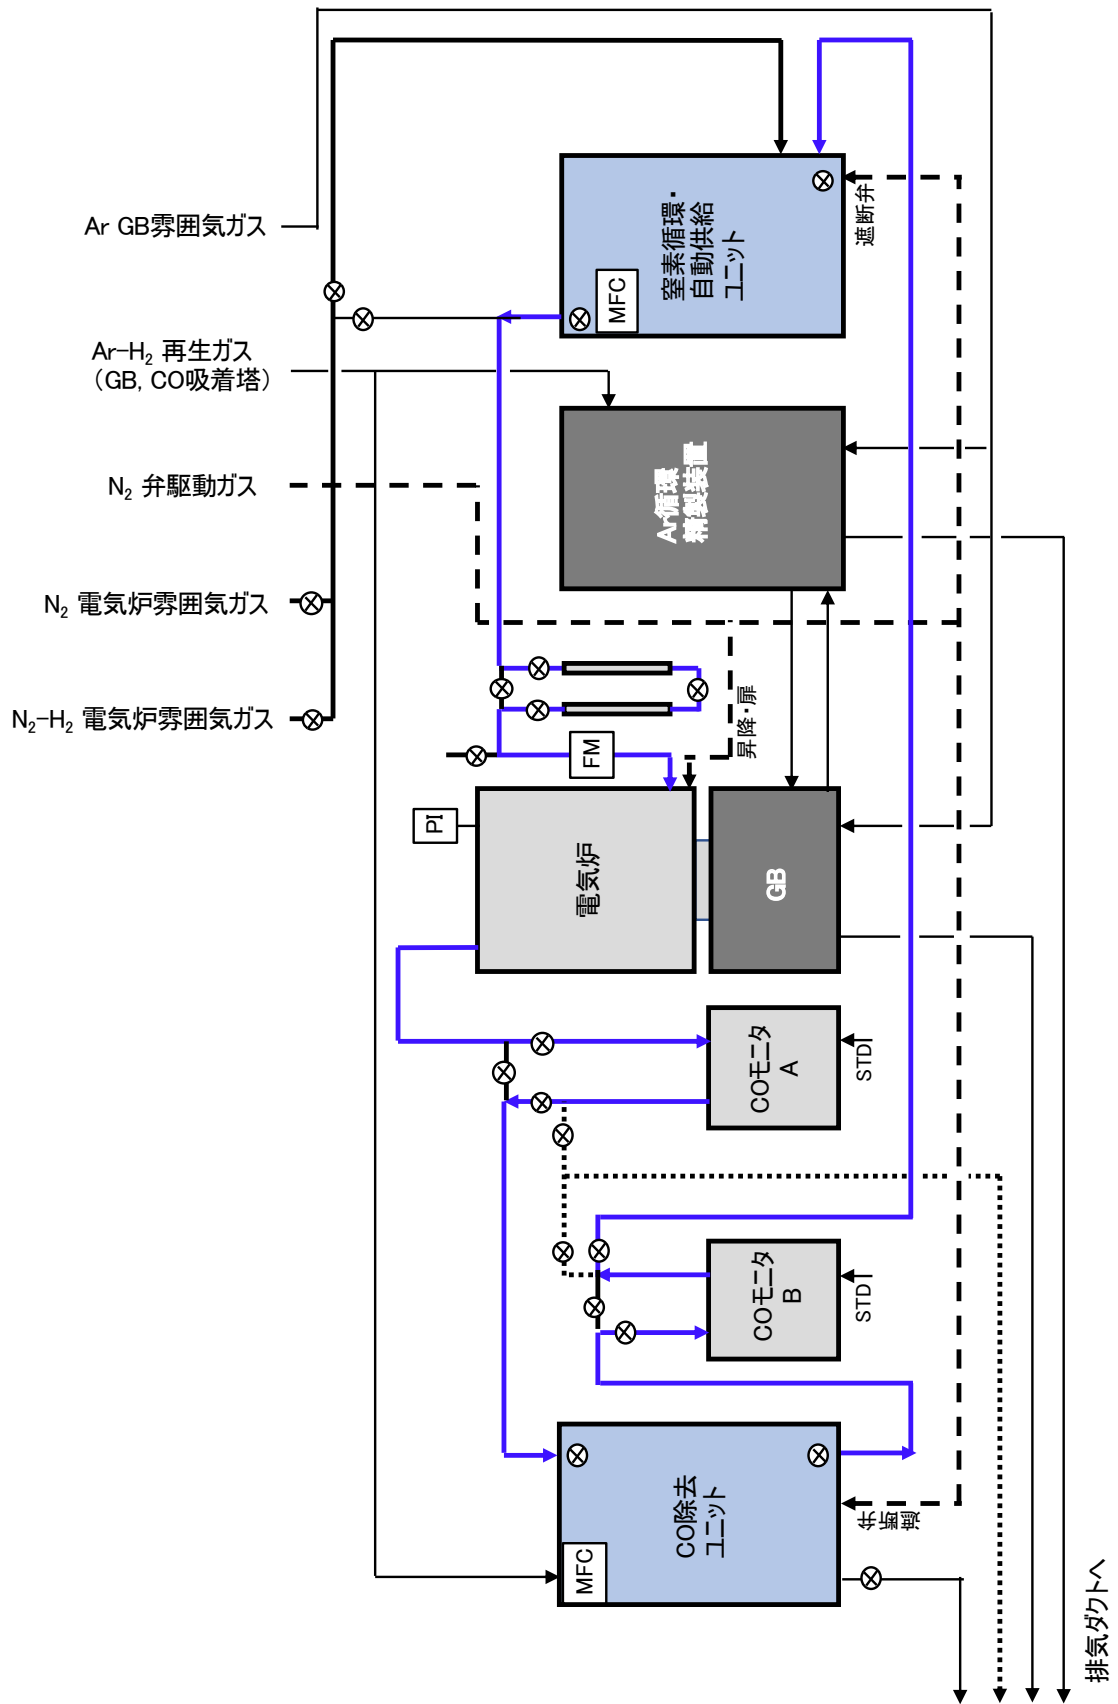 Ar GB雰囲気ガス
Ar-H₂ 再生ガス
（GB, CO吸着塔）
N₂ 弁駆動ガス
N₂ 電気炉雰囲気ガス
N₂-H₂ 電気炉雰囲気ガス
窒素循環・
自動供給
ユニット
MFC
遮断弁
Ar循環
精製装置
昇降・扉
FM
PI
電気炉
GB
COモニタ
A
STD
COモニタ
B
STD
CO除去
ユニット
MFC
遮断弁
排気ダクトへ